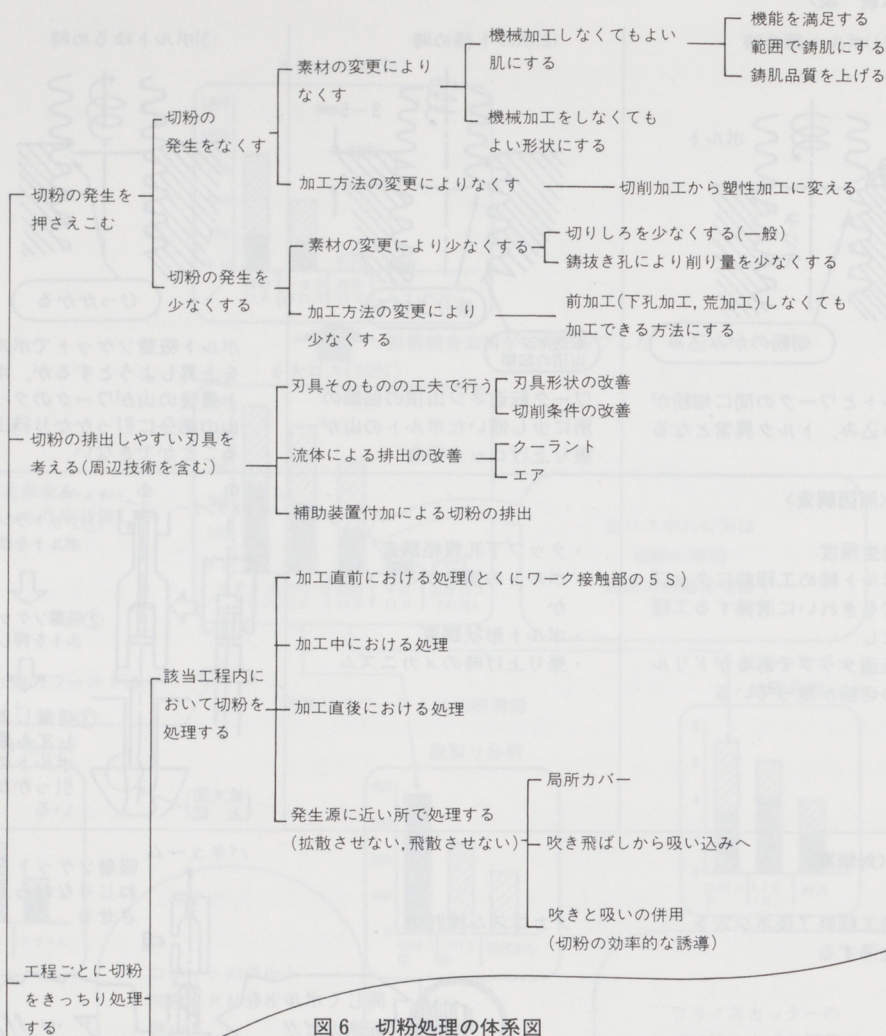 機能を満足する
範囲で鋳肌にする
鋳肌品質を上げる
機械加工しなくてもよい
肌にする
素材の変更により
なくす
機械加工をしなくても
よい形状にする
切粉の
発生をなくす
加工方法の変更によりなくす
切削加工から塑性加工に変える
切粉の発生を
押さえこむ
素材の変更により少なくする
切りしろを少なくする(一般)
鋳抜き孔により削り量を少なくする
切粉の発生を
少なくする
加工方法の変更により
少なくする
前加工(下孔加工,荒加工)しなくても
加工できる方法にする
刃具そのものの工夫で行う
刃具形状の改善
切削条件の改善
切粉の排出しやすい刃具を
考える(周辺技術を含む)
流体による排出の改善
クーラント
エア
補助装置付加による切粉の排出
加工直前における処理(とくにワーク接触部の5S)
加工中における処理
該当工程内に
おいて切粉を
処理する
加工直後における処理
発生源に近い所で処理する
(拡散させない,飛散させない)
局所カバー
吹き飛ばしから吸い込みへ
吹きと吸いの併用
(切粉の効率的な誘導)
工程ごとに切粉
をきっちり処理
する
図6 切粉処理の体系図